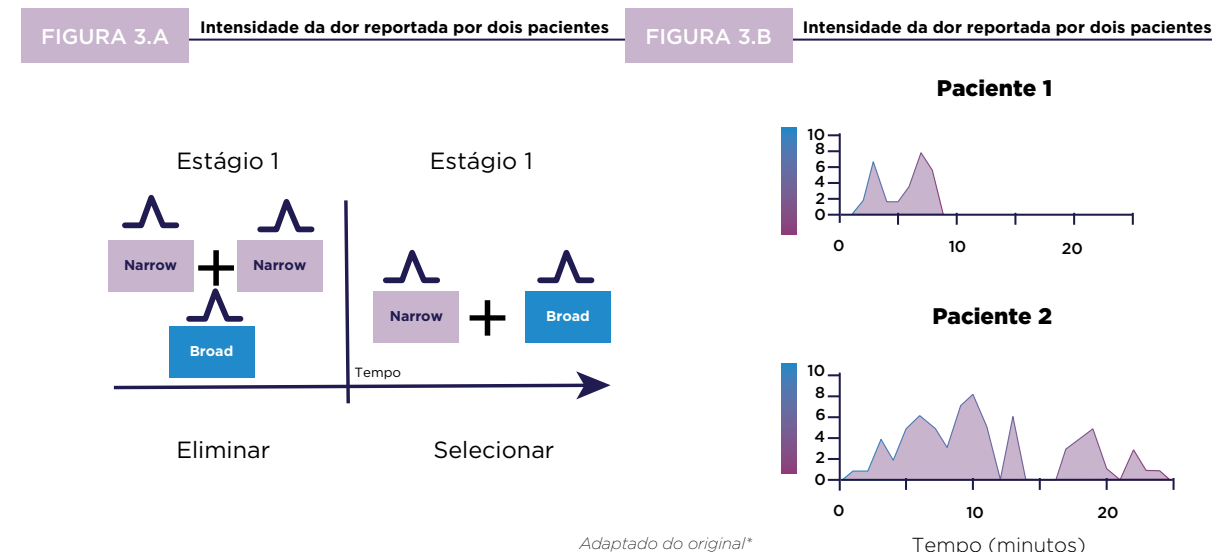 FIGURA 3.A
Intensidade da dor reportada por dois pacientes
Estágio 1
Estágio 1
Narrow
Narrow
Broad
Narrow
Broad
Tempo
Eliminar
Selecionar
FIGURA 3.B
Intensidade da dor reportada por dois pacientes
Paciente 1
10
8
6
4
2
0
0 10 20
Paciente 2
10
8
6
4
2
0
0 10 20
Adaptado do original*
Tempo (minutos)